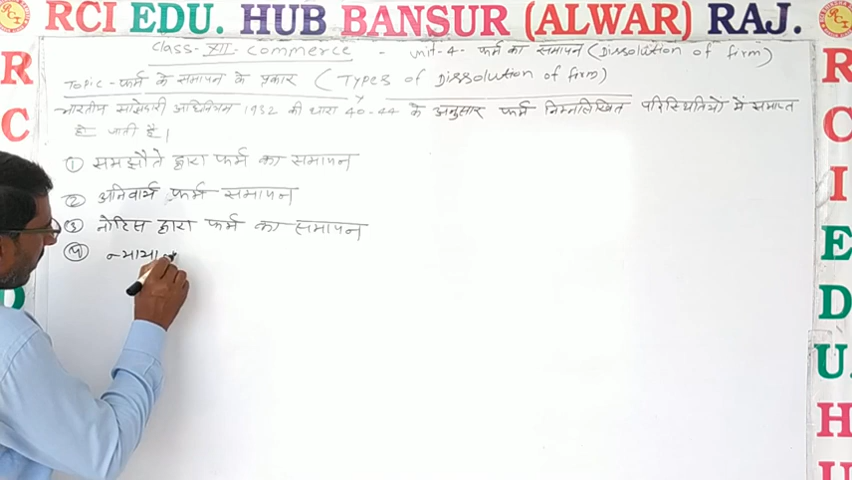 RCI EDU. HUB BANSUR (ALWAR) RAJ.
Class-XII-Commerce - Unit-4- फर्म का समापन (Dissolution of firm)
Topic-फर्म के समापन के प्रकार (Types of Dissolution of firm)
भारतीय साझेदारी अधिनियम 1932 की धारा 40-44 के अनुसार फर्म निम्नलिखित परिस्थितियों में समाप्त
हो जाती है।
① समझौते द्वारा फर्म का समापन
② अनिवार्य फर्म समापन
③ नोटिस द्वारा फर्म का समापन
④ न्याया
R
C
R
C
I
E
D
U.
H
U